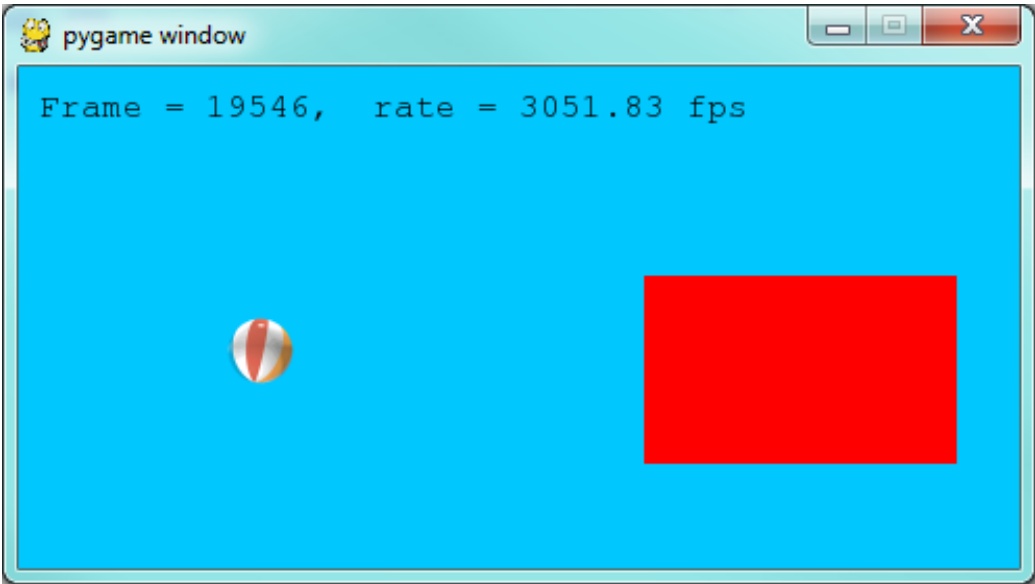 pygame window
Frame = 19546,  rate = 3051.83 fps